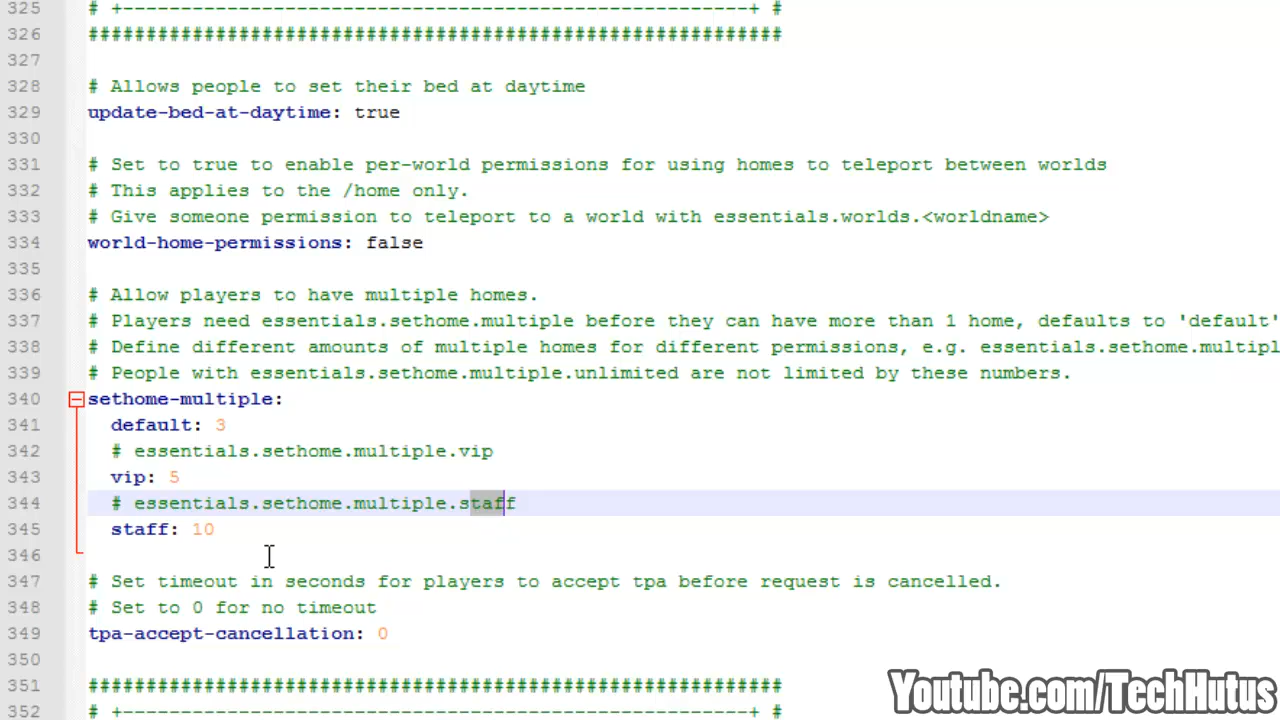 325 # +------------------------------------------------------+ #
326 ############################################################
327
328 # Allows people to set their bed at daytime
329 update-bed-at-daytime: true
330
331 # Set to true to enable per-world permissions for using homes to teleport between worlds
332 # This applies to the /home only.
333 # Give someone permission to teleport to a world with essentials.worlds.<worldname>
334 world-home-permissions: false
335
336 # Allow players to have multiple homes.
337 # Players need essentials.sethome.multiple before they can have more than 1 home, defaults to 'default'
338 # Define different amounts of multiple homes for different permissions, e.g. essentials.sethome.multipl
339 # People with essentials.sethome.multiple.unlimited are not limited by these numbers.
340 sethome-multiple:
341 default: 3
342 # essentials.sethome.multiple.vip
343 vip: 5
344 # essentials.sethome.multiple.staff
345 staff: 10
346
347 # Set timeout in seconds for players to accept tpa before request is cancelled.
348 # Set to 0 for no timeout
349 tpa-accept-cancellation: 0
350
351 ############################################################
352 # +------------------------------------------------------+ #
Youtube.com/TechHutus